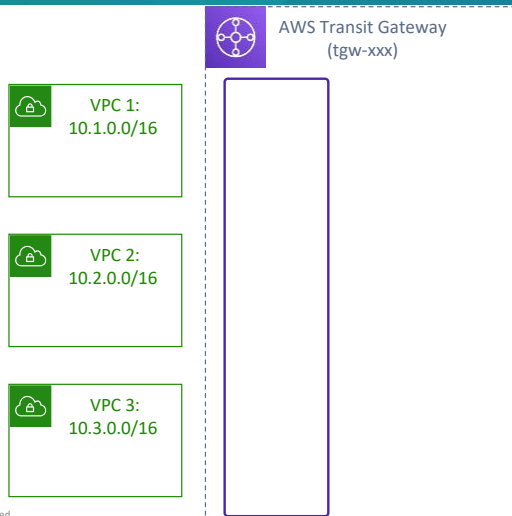 AWS Transit Gateway
(tgw-xxx)
VPC 1:
10.1.0.0/16
VPC 2:
10.2.0.0/16
VPC 3:
10.3.0.0/16
ed